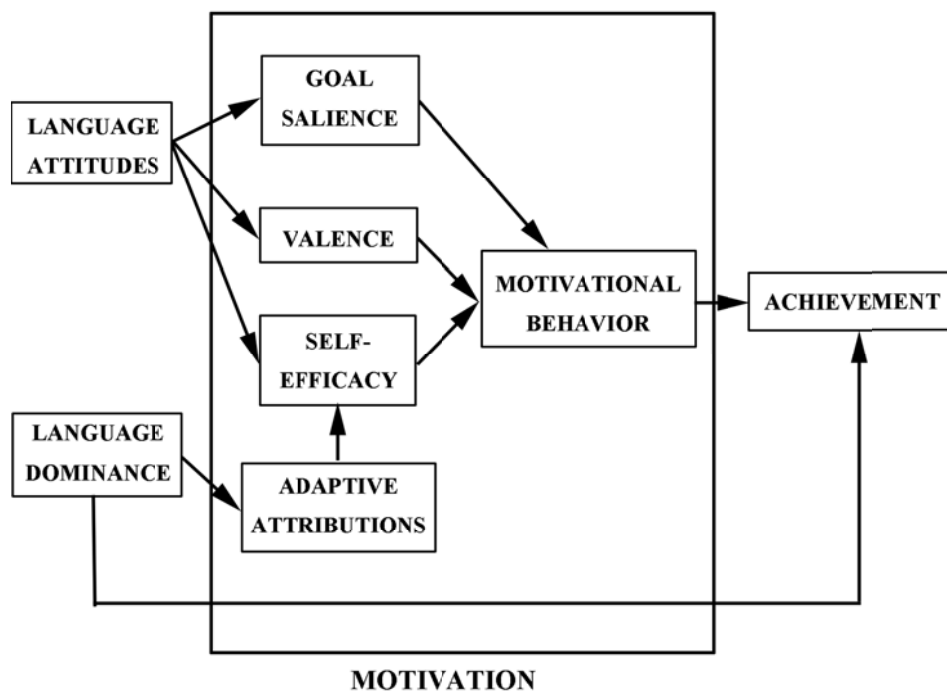 GOAL
SALIENCE
LANGUAGE
ATTITUDES
VALENCE
MOTIVATIONAL
BEHAVIOR
ACHIEVEMENT
SELF-
EFFICACY
LANGUAGE
DOMINANCE
ADAPTIVE
ATTRIBUTIONS
MOTIVATION